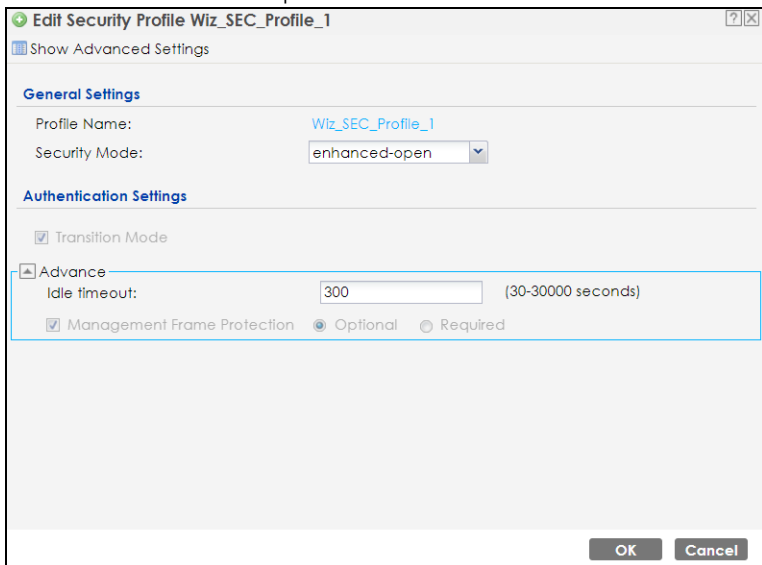 Edit Security Profile Wiz_SEC_Profile_1
Show Advanced Settings
General Settings
Profile Name: Wiz_SEC_Profile_1
Security Mode: enhanced-open
Authentication Settings
Transition Mode
Advance
Idle timeout: 300 (30-30000 seconds)
Management Frame Protection Optional Required
OK Cancel